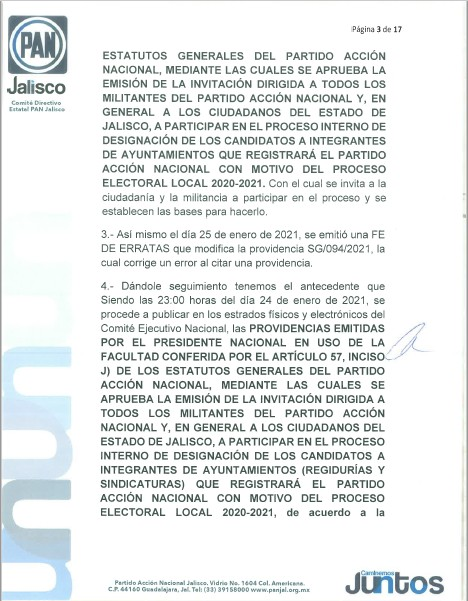 Página 3 de 17
PAN
Jalisco
Comité Directivo
Estatal PAN Jalisco
ESTATUTOS GENERALES DEL PARTIDO ACCIÓN
NACIONAL, MEDIANTE LAS CUALES SE APRUEBA LA
EMISIÓN DE LA INVITACIÓN DIRIGIDA A TODOS LOS
MILITANTES DEL PARTIDO ACCIÓN NACIONAL Y, EN
GENERAL A LOS CIUDADANOS DEL ESTADO DE
JALISCO, A PARTICIPAR EN EL PROCESO INTERNO DE
DESIGNACIÓN DE LOS CANDIDATOS A INTEGRANTES
DE AYUNTAMIENTOS QUE REGISTRARÁ EL PARTIDO
ACCIÓN NACIONAL CON MOTIVO DEL PROCESO
ELECTORAL LOCAL 2020-2021. Con el cual se invita a la
ciudadanía y la militancia a participar en el proceso y se
establecen las bases para hacerlo.
3.- Así mismo el día 25 de enero de 2021, se emitió una FE
DE ERRATAS que modifica la providencia SG/094/2021, la
cual corrige un error al citar una providencia.
4.- Dándole seguimiento tenemos el antecedente que
Siendo las 23:00 horas del día 24 de enero de 2021, se
procede a publicar en los estrados físicos y electrónicos del
Comité Ejecutivo Nacional, las PROVIDENCIAS EMITIDAS
POR EL PRESIDENTE NACIONAL EN USO DE LA
FACULTAD CONFERIDA POR EL ARTÍCULO 57, INCISO
J) DE LOS ESTATUTOS GENERALES DEL PARTIDO
ACCIÓN NACIONAL, MEDIANTE LAS CUALES SE
APRUEBA LA EMISIÓN DE LA INVITACIÓN DIRIGIDA A
TODOS LOS MILITANTES DEL PARTIDO ACCIÓN
NACIONAL Y, EN GENERAL A LOS CIUDADANOS DEL
ESTADO DE JALISCO, A PARTICIPAR EN EL PROCESO
INTERNO DE DESIGNACIÓN DE LOS CANDIDATOS A
INTEGRANTES DE AYUNTAMIENTOS (REGIDURÍAS Y
SINDICATURAS) QUE REGISTRARÁ EL PARTIDO
ACCIÓN NACIONAL CON MOTIVO DEL PROCESO
ELECTORAL LOCAL 2020-2021, de acuerdo a la
Partido Acción Nacional Jalisco. Vidrio No. 1604 Col. Americana.
C.P. 44160 Guadalajara, Jal. Tel: (33) 39158000 www.panjal.org.mx
Caminemos
Juntos